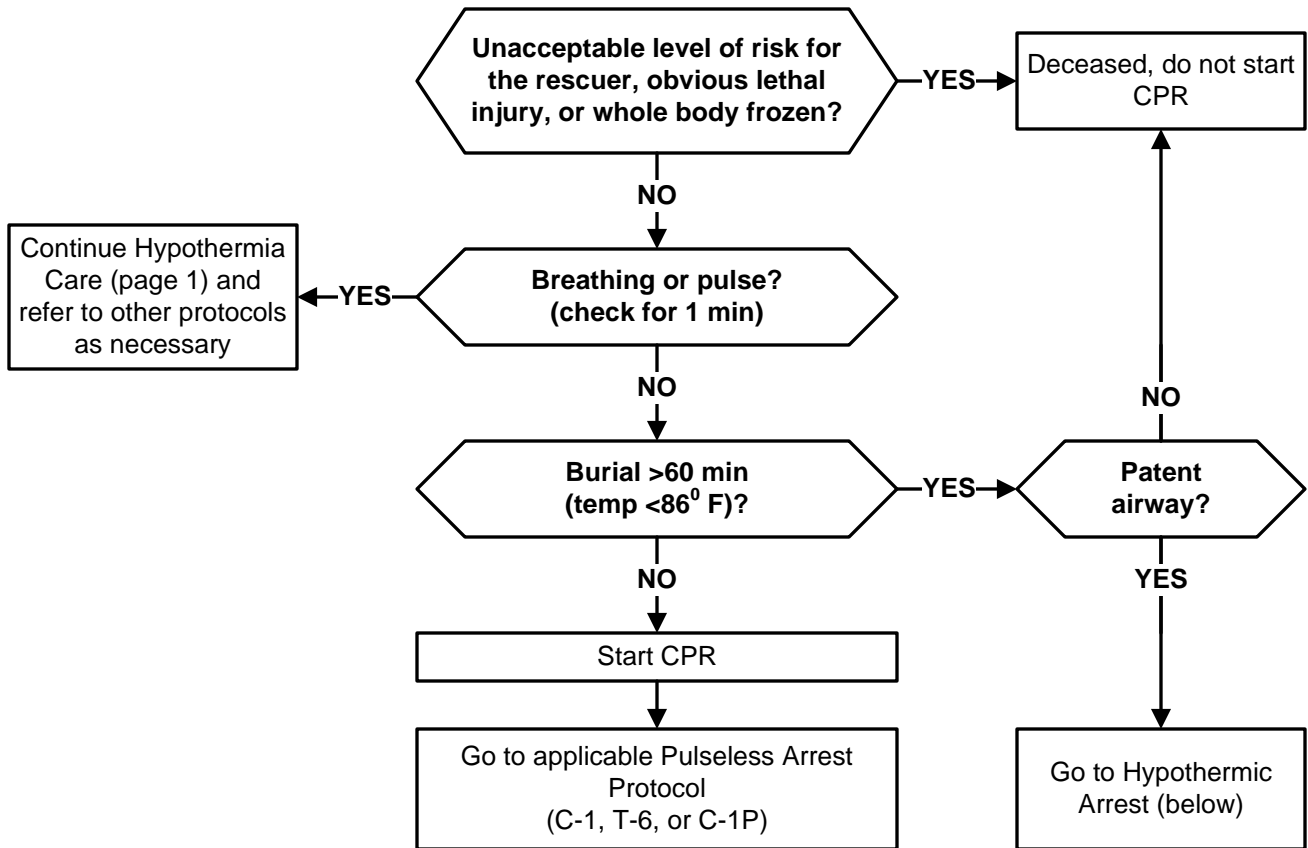 Unacceptable level of risk for
the rescuer, obvious lethal
injury, or whole body frozen?
YES
Deceased, do not start
CPR
NO
Continue Hypothermia
Care (page 1) and
refer to other protocols
as necessary
YES
Breathing or pulse?
(check for 1 min)
NO
NO
Burial >60 min
(temp <86⁰ F)?
YES
Patent
airway?
NO
YES
Start CPR
Go to applicable Pulseless Arrest
Protocol
(C-1, T-6, or C-1P)
Go to Hypothermic
Arrest (below)